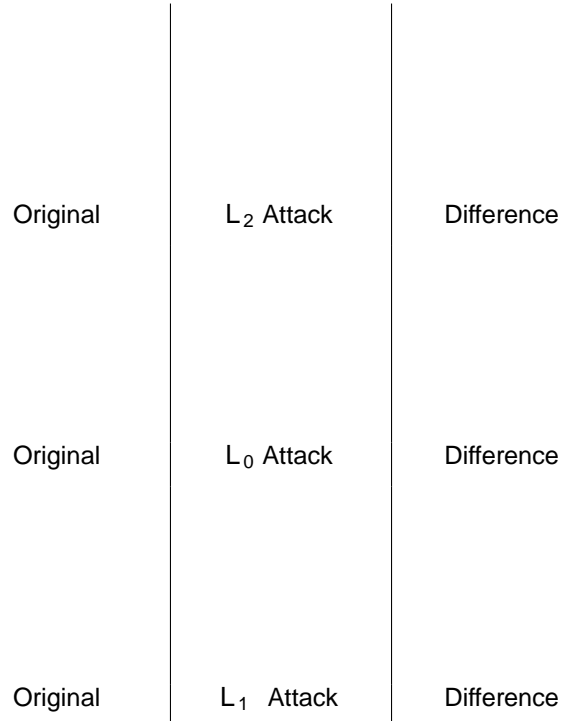 Original L₂ Attack Difference
Original L₀ Attack Difference
Original L₁ Attack Difference